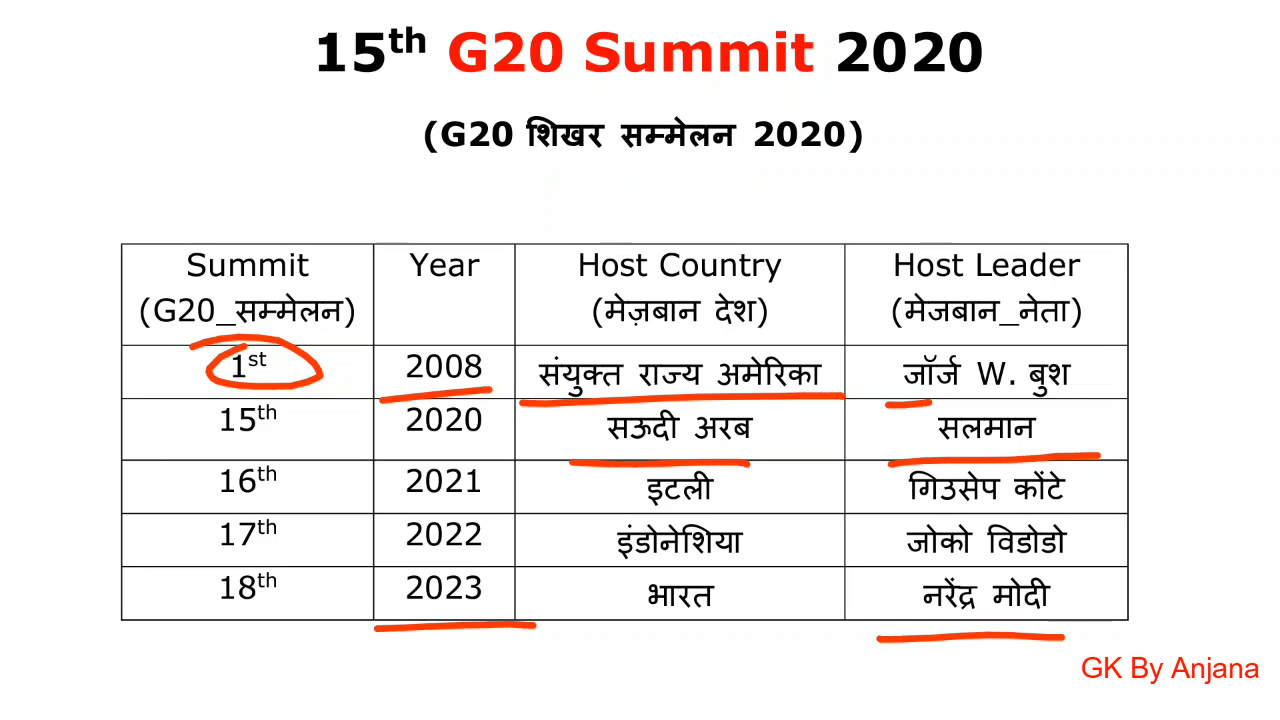 15th G20 Summit 2020
(G20 शिखर सम्मेलन 2020)
Summit Year Host Country Host Leader
(G20_सम्मेलन) (मेज़बान देश) (मेजबान_नेता)
1st 2008 संयुक्त राज्य अमेरिका जॉर्ज W. बुश
15th 2020 सऊदी अरब सलमान
16th 2021 इटली गिउसेप कोंटे
17th 2022 इंडोनेशिया जोको विडोडो
18th 2023 भारत नरेंद्र मोदी
GK By Anjana